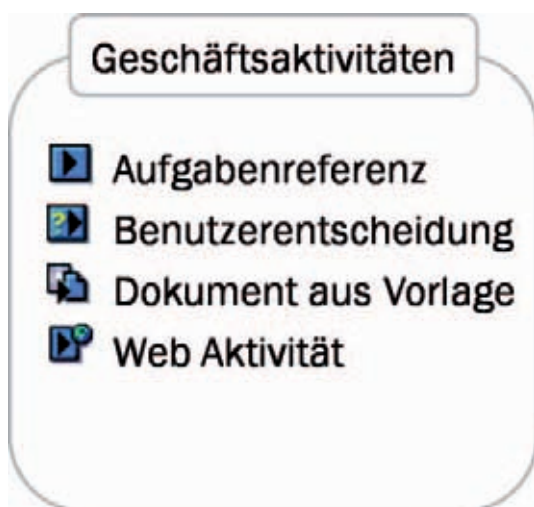 Geschäftsaktivitäten
Aufgabenreferenz
Benutzerentscheidung
Dokument aus Vorlage
Web Aktivität